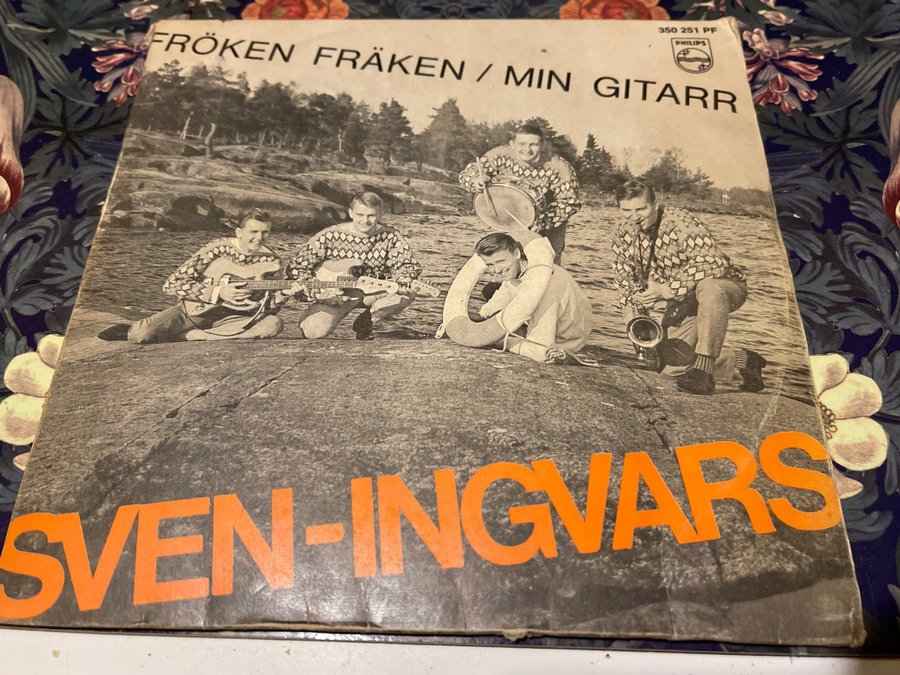 350 251 PF
PHILIPS
FRÖKEN FRÄKEN / MIN GITARR
SVEN-INGVARS